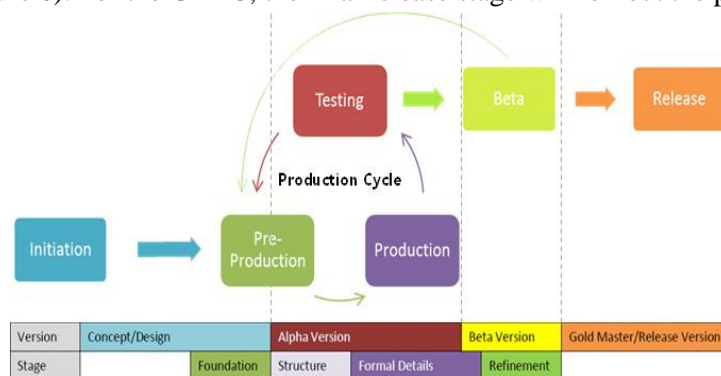 Testing
Beta
Release
Production Cycle
Initiation
Pre-
Production
Production
Version Concept/Design Alpha Version Beta Version Gold Master/Release Version
Stage Foundation Structure Formal Details Refinement